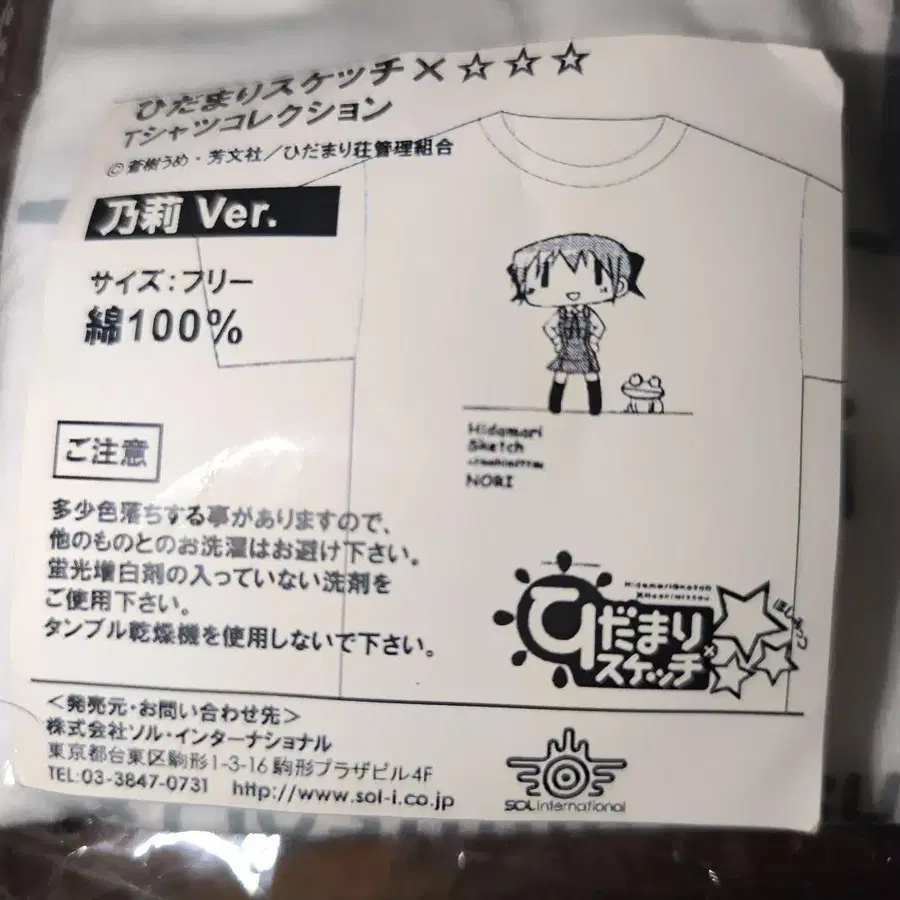 ひだまりスケッチ×☆☆☆
Tシャツコレクション
©蒼樹うめ・芳文社／ひだまり荘管理組合
乃莉 Ver.
サイズ：フリー
綿100%
Hidamari
Sketch
NORI
ご注意
多少色落ちする事がありますので、
他のものとのお洗濯はお避け下さい。
蛍光増白剤の入っていない洗剤を
ご使用下さい。
タンブル乾燥機を使用しないで下さい。
HidamariSketch
XHoshimittsu
ひだまり
スケッチ×
ほしみっつ
＜発売元・お問い合わせ先＞
株式会社ソル・インターナショナル
東京都台東区駒形1-3-16 駒形プラザビル4F
TEL:03-3847-0731 http://www.sol-i.co.jp
SOL international